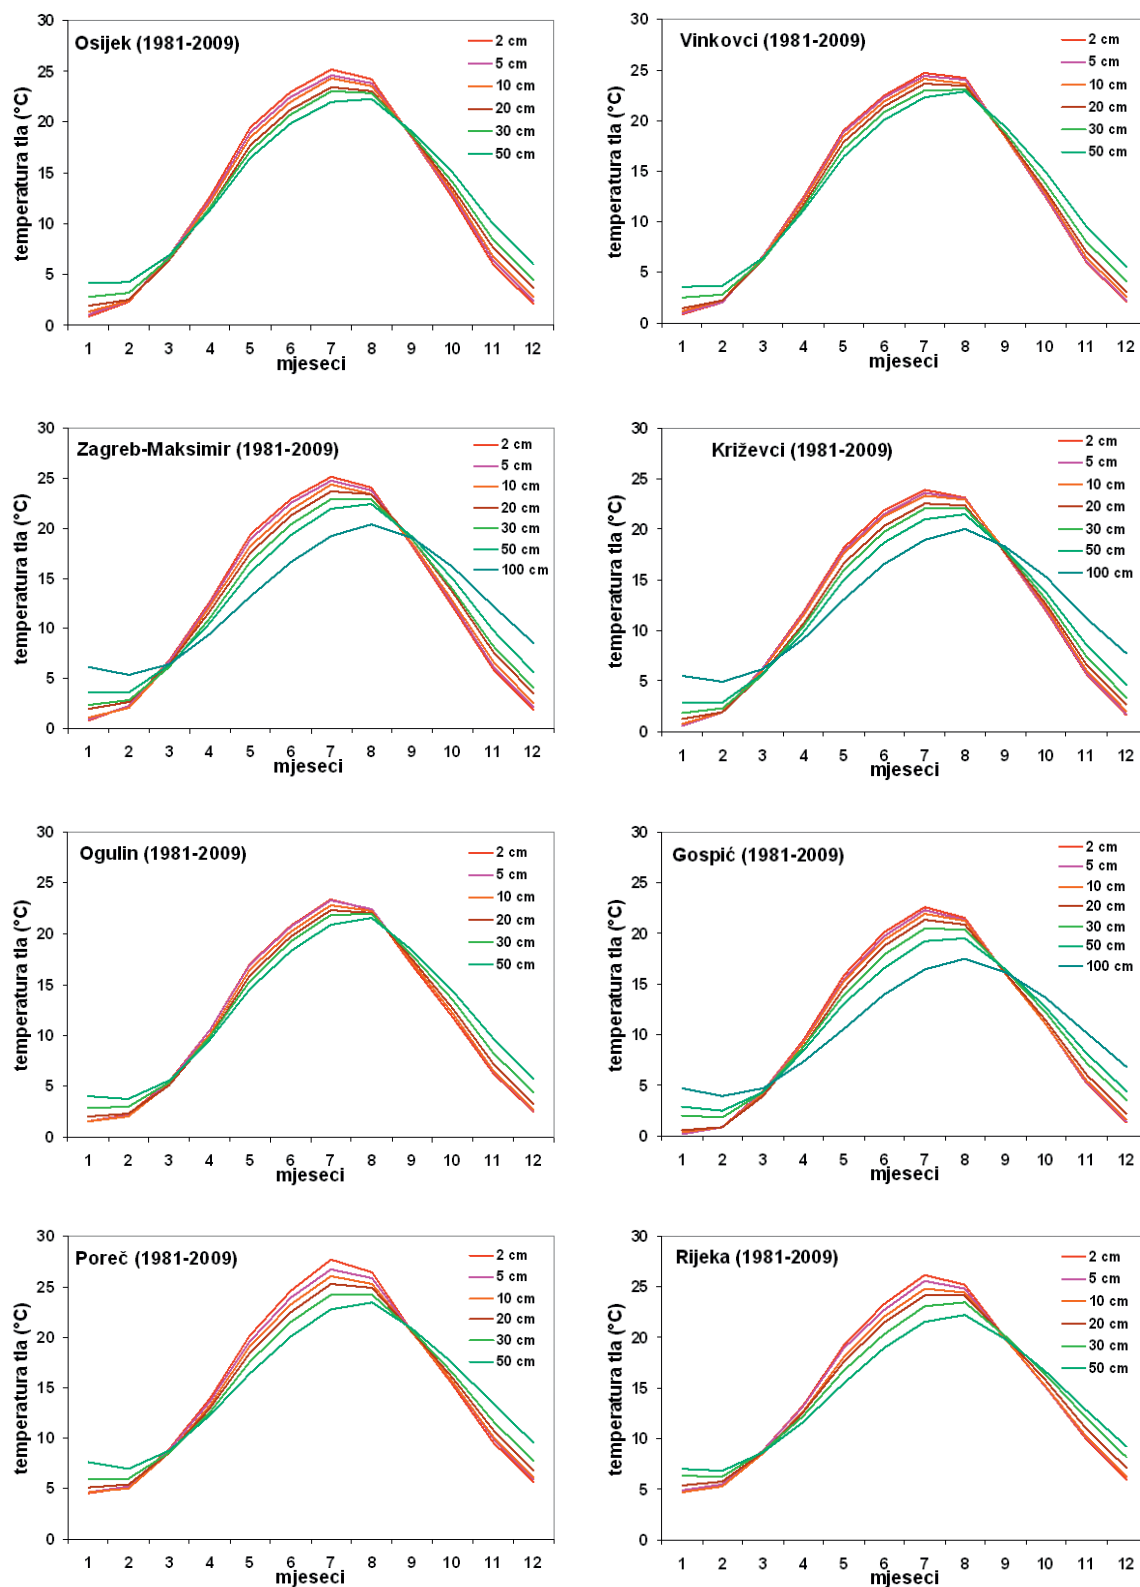 Osijek (1981-2009)
temperatura tla (°C)
30
25
20
15
10
5
0
2 cm
5 cm
10 cm
20 cm
30 cm
50 cm
1 2 3 4 5 6 7 8 9 10 11 12
mjeseci
Vinkovci (1981-2009)
temperatura tla (°C)
30
25
20
15
10
5
0
2 cm
5 cm
10 cm
20 cm
30 cm
50 cm
1 2 3 4 5 6 7 8 9 10 11 12
mjeseci
Zagreb-Maksimir (1981-2009)
temperatura tla (°C)
30
25
20
15
10
5
0
2 cm
5 cm
10 cm
20 cm
30 cm
50 cm
100 cm
1 2 3 4 5 6 7 8 9 10 11 12
mjeseci
Križevci (1981-2009)
temperatura tla (°C)
30
25
20
15
10
5
0
2 cm
5 cm
10 cm
20 cm
30 cm
50 cm
100 cm
1 2 3 4 5 6 7 8 9 10 11 12
mjeseci
Ogulin (1981-2009)
temperatura tla (°C)
30
25
20
15
10
5
0
2 cm
5 cm
10 cm
20 cm
30 cm
50 cm
1 2 3 4 5 6 7 8 9 10 11 12
mjeseci
Gospić (1981-2009)
temperatura tla (°C)
30
25
20
15
10
5
0
2 cm
5 cm
10 cm
20 cm
30 cm
50 cm
100 cm
1 2 3 4 5 6 7 8 9 10 11 12
mjeseci
Poreč (1981-2009)
temperatura tla (°C)
30
25
20
15
10
5
0
2 cm
5 cm
10 cm
20 cm
30 cm
50 cm
1 2 3 4 5 6 7 8 9 10 11 12
mjeseci
Rijeka (1981-2009)
temperatura tla (°C)
30
25
20
15
10
5
0
2 cm
5 cm
10 cm
20 cm
30 cm
50 cm
1 2 3 4 5 6 7 8 9 10 11 12
mjeseci